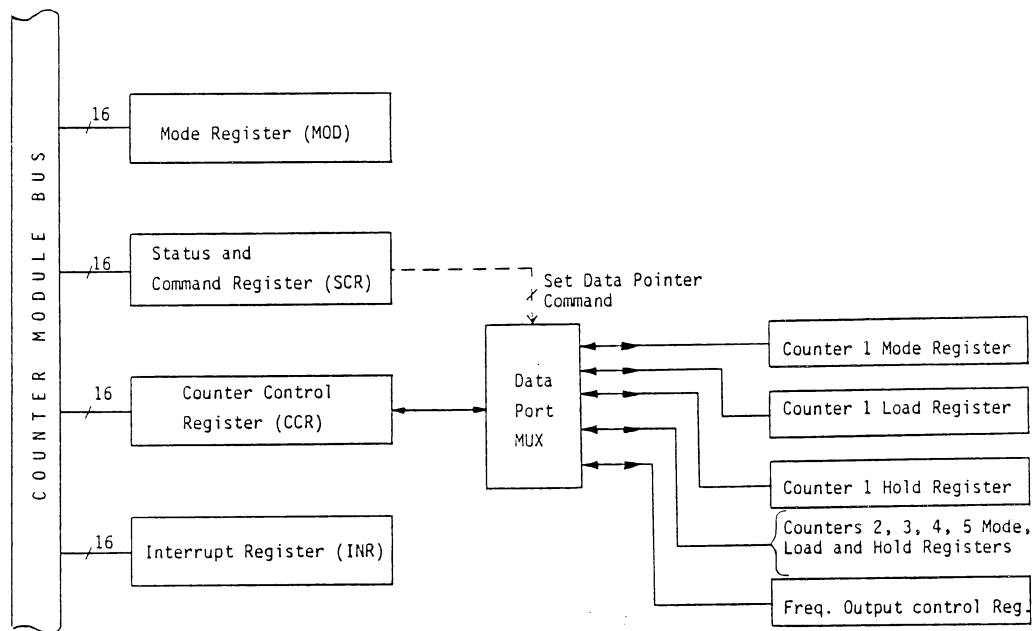 COUNTER MODULE BUS
16
Mode Register (MOD)
16
Status and
Command Register (SCR)
Set Data Pointer
Command
16
Counter Control
Register (CCR)
Data
Port
MUX
Counter 1 Mode Register
Counter 1 Load Register
Counter 1 Hold Register
Counters 2, 3, 4, 5 Mode,
Load and Hold Registers
Freq. Output control Reg.
16
Interrupt Register (INR)